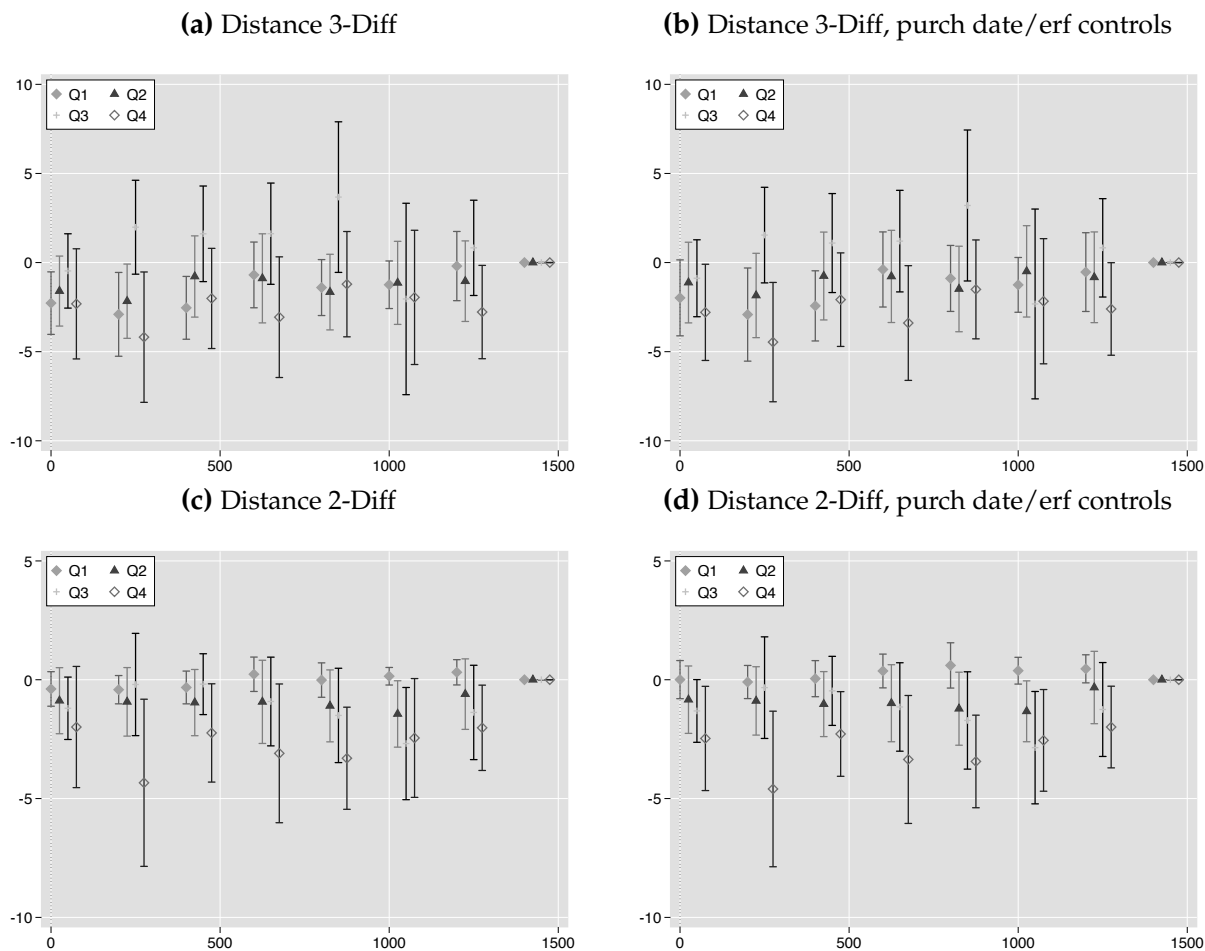 (a) Distance 3-Diff
(b) Distance 3-Diff, purch date/erf controls
Q1 Q2
Q3 Q4
10
5
0
-5
-10
0 500 1000 1500
Q1 Q2
Q3 Q4
10
5
0
-5
-10
0 500 1000 1500
(c) Distance 2-Diff
(d) Distance 2-Diff, purch date/erf controls
Q1 Q2
Q3 Q4
5
0
-5
-10
0 500 1000 1500
Q1 Q2
Q3 Q4
5
0
-5
-10
0 500 1000 1500